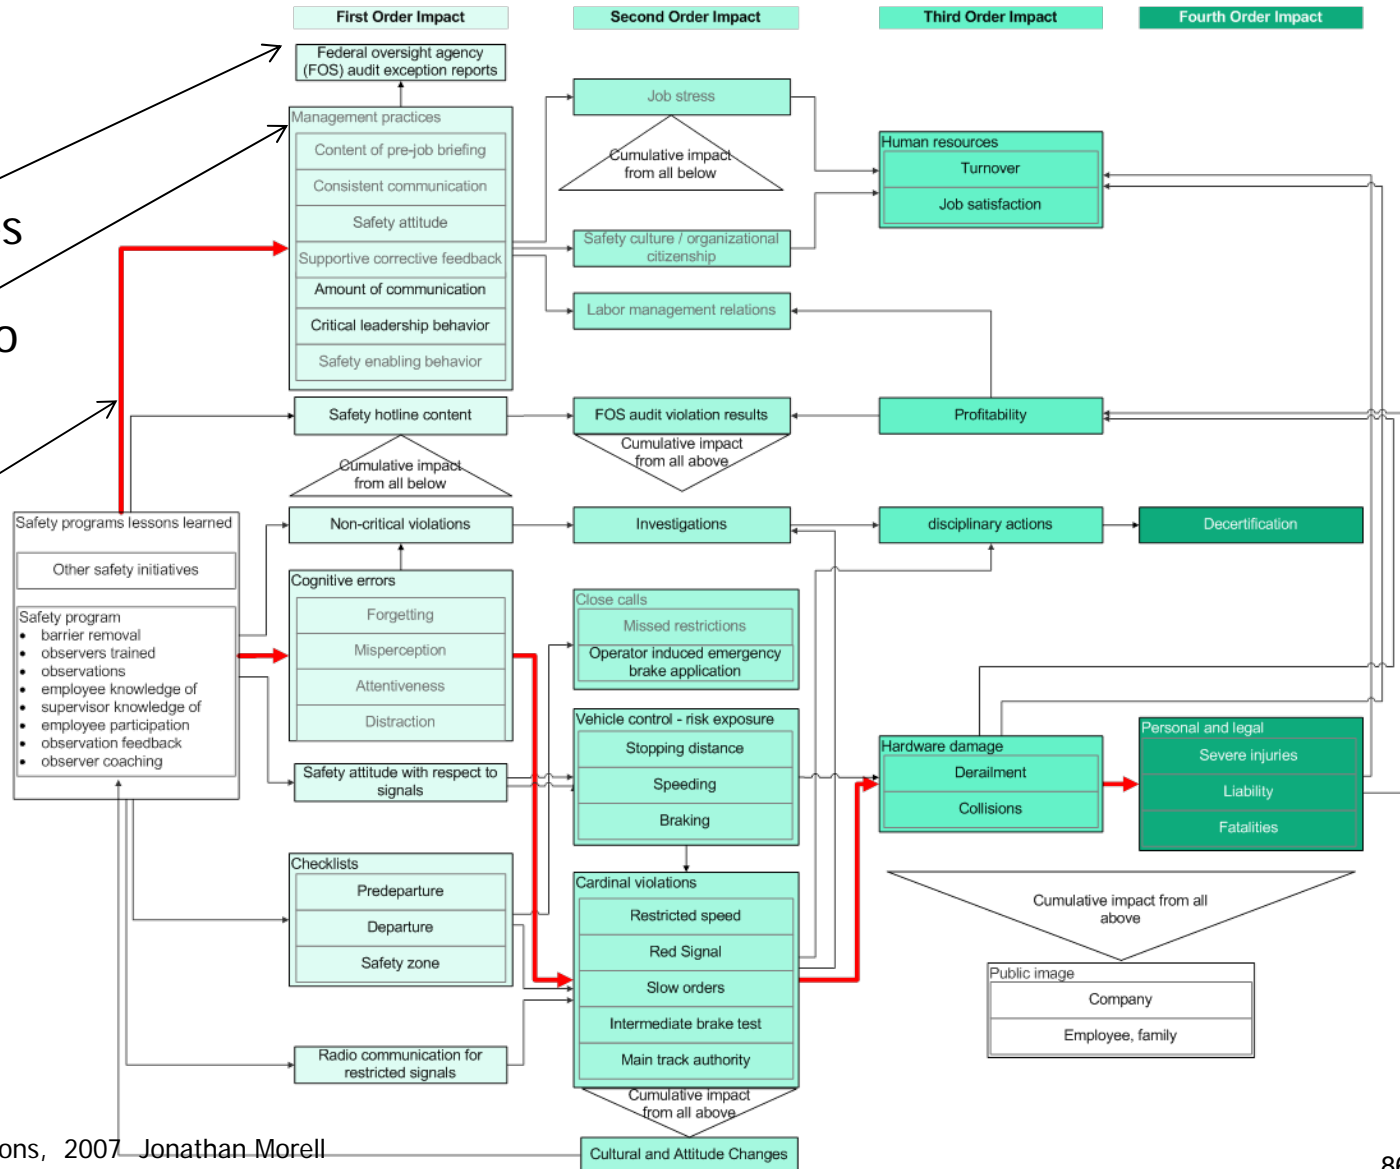 First Order Impact
Second Order Impact
Third Order Impact
Fourth Order Impact
Federal oversight agency
(FOS) audit exception reports
Management practices
Content of pre-job briefing
Consistent communication
Safety attitude
Supportive corrective feedback
Amount of communication
Critical leadership behavior
Safety enabling behavior
Safety hotline content
Cumulative impact
from all below
Non-critical violations
Cognitive errors
Forgetting
Misperception
Attentiveness
Distraction
Safety attitude with respect to
signals
Checklists
Predeparture
Departure
Safety zone
Radio communication for
restricted signals
Safety programs lessons learned
Other safety initiatives
Safety program
• barrier removal
• observers trained
• observations
• employee knowledge of
• supervisor knowledge of
• employee participation
• observation feedback
• observer coaching
Job stress
Cumulative impact
from all below
Safety culture / organizational
citizenship
Labor management relations
FOS audit violation results
Cumulative impact
from all above
Investigations
Close calls
Missed restrictions
Operator induced emergency
brake application
Vehicle control - risk exposure
Stopping distance
Speeding
Braking
Cardinal violations
Restricted speed
Red Signal
Slow orders
Intermediate brake test
Main track authority
Cumulative impact
from all above
Cultural and Attitude Changes
Human resources
Turnover
Job satisfaction
Profitability
disciplinary actions
Hardware damage
Derailment
Collisions
Decertification
Personal and legal
Severe injuries
Liability
Fatalities
Cumulative impact from all
above
Public image
Company
Employee, family
s
o
ons, 2007 Jonathan Morell